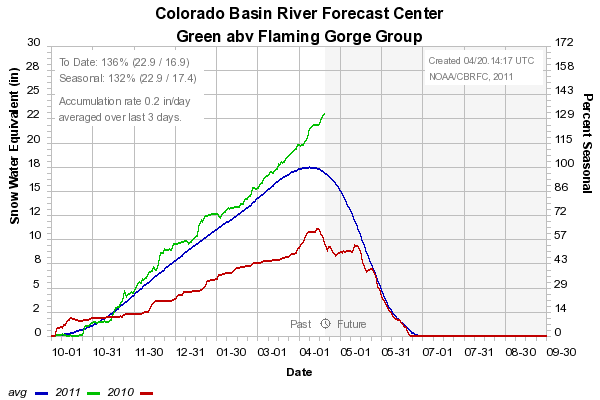 Colorado Basin River Forecast Center
Green abv Flaming Gorge Group
30 172
28 158
25 143
22 129
20 115
18 100
15 86
12 72
10 57
8 43
5 29
2 14
0 0
Snow Water Equivalent (in)
Percent Seasonal
To Date: 136% (22.9 / 16.9)
Seasonal: 132% (22.9 / 17.4)
Accumulation rate 0.2 in/day
averaged over last 3 days.
Created 04/20.14:17 UTC
NOAA/CBRFC, 2011
Past Future
10-01 10-31 11-30 12-31 01-30 03-01 04-01 05-01 05-31 07-01 07-31 08-30 09-30
Date
avg 2011 2010